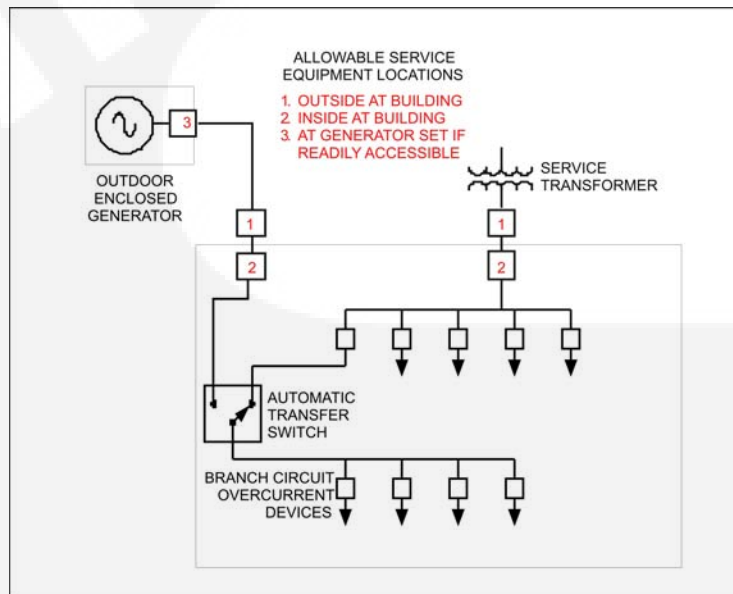 ALLOWABLE SERVICE
EQUIPMENT LOCATIONS
1. OUTSIDE AT BUILDING
2. INSIDE AT BUILDING
3. AT GENERATOR SET IF
READILY ACCESSIBLE
3
OUTDOOR
ENCLOSED
GENERATOR
SERVICE
TRANSFORMER
1
1
2
2
AUTOMATIC
TRANSFER
SWITCH
BRANCH CIRCUIT
OVERCURRENT
DEVICES